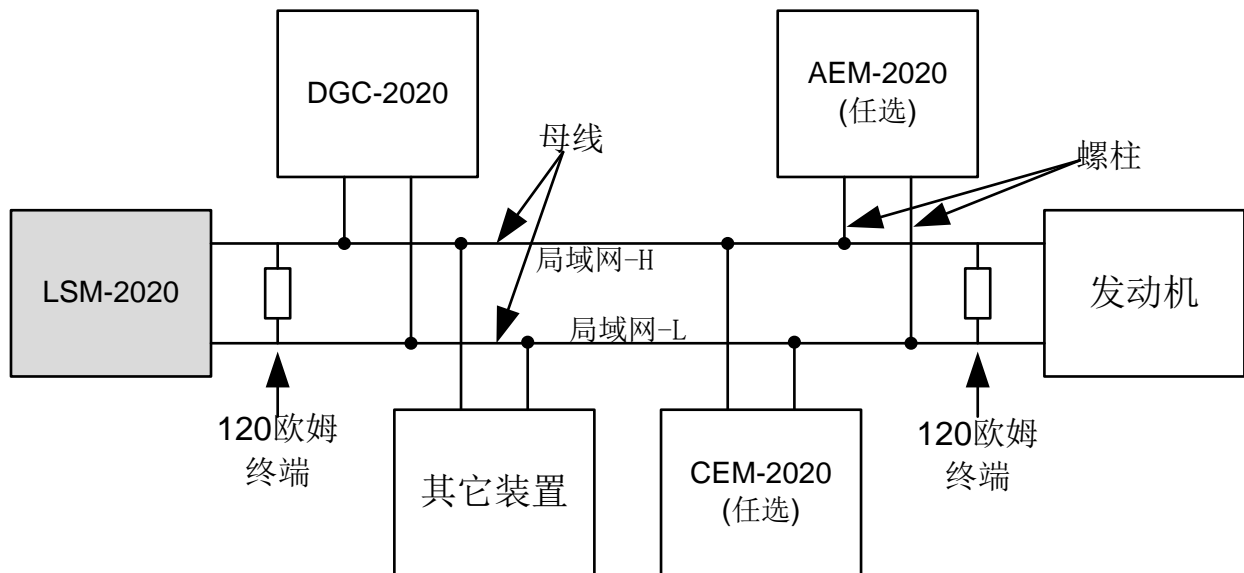 DGC-2020
AEM-2020
(任选)
母线
螺柱
LSM-2020
局域网-H
发动机
局域网-L
120欧姆
终端
120欧姆
终端
其它装置
CEM-2020
(任选)